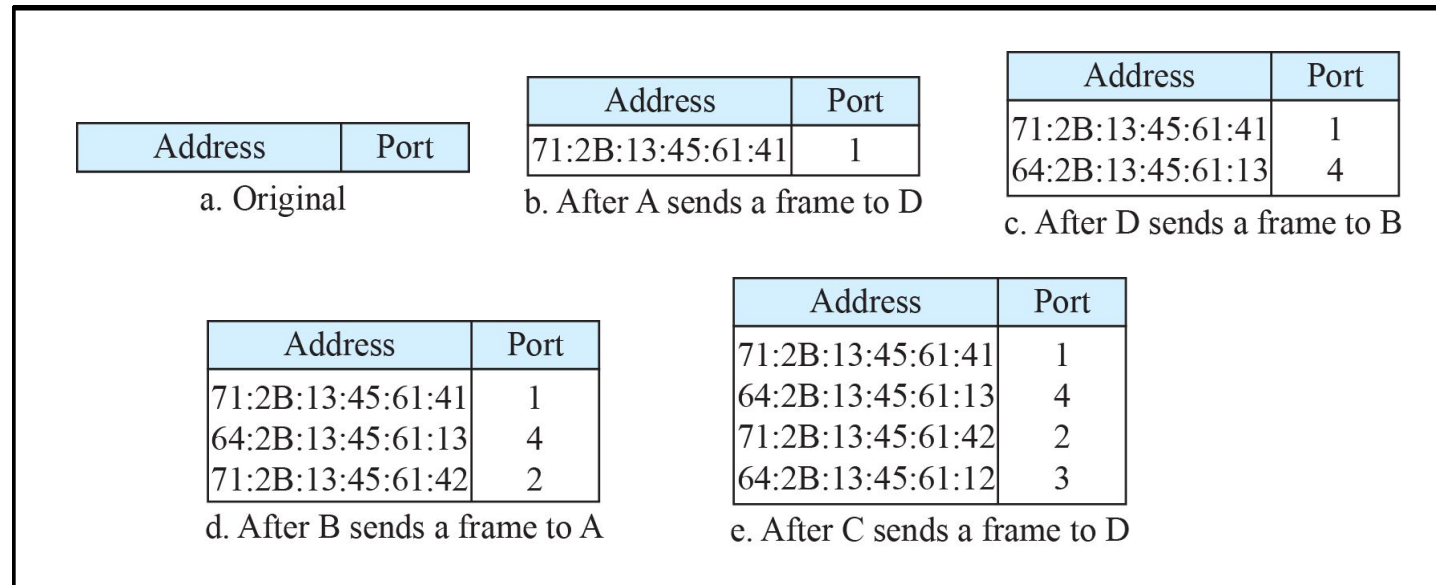 Address Port
a. Original
Address Port
71:2B:13:45:61:41 1
b. After A sends a frame to D
Address Port
71:2B:13:45:61:41 1
64:2B:13:45:61:13 4
c. After D sends a frame to B
Address Port
71:2B:13:45:61:41 1
64:2B:13:45:61:13 4
71:2B:13:45:61:42 2
d. After B sends a frame to A
Address Port
71:2B:13:45:61:41 1
64:2B:13:45:61:13 4
71:2B:13:45:61:42 2
64:2B:13:45:61:12 3
e. After C sends a frame to D